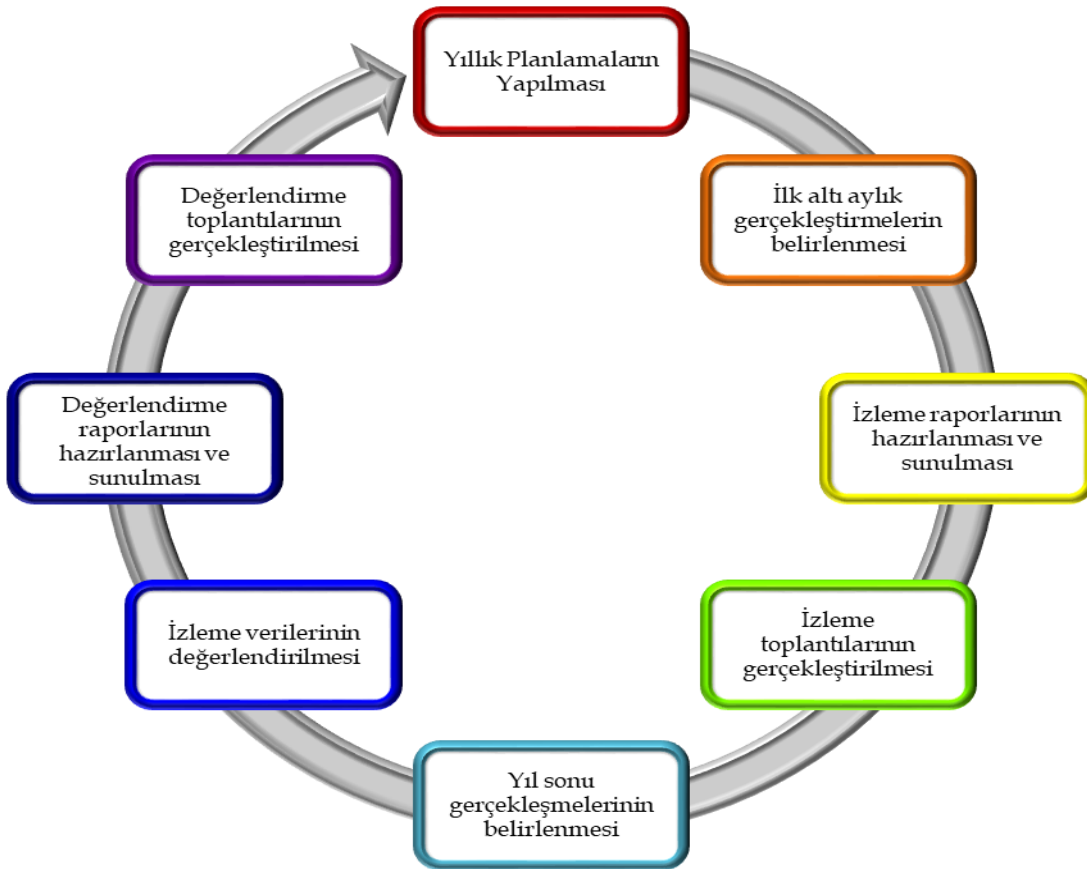 Yıllık Planlamaların
Yapılması
İlk altı aylık
gerçekleştirmelerin
belirlenmesi
İzleme raporlarının
hazırlanması ve
sunulması
İzleme
toplantılarının
gerçekleştirilmesi
Yıl sonu
gerçekleşmelerinin
belirlenmesi
İzleme verilerinin
değerlendirilmesi
Değerlendirme
raporlarının
hazırlanması ve
sunulması
Değerlendirme
toplantılarının
gerçekleştirilmesi